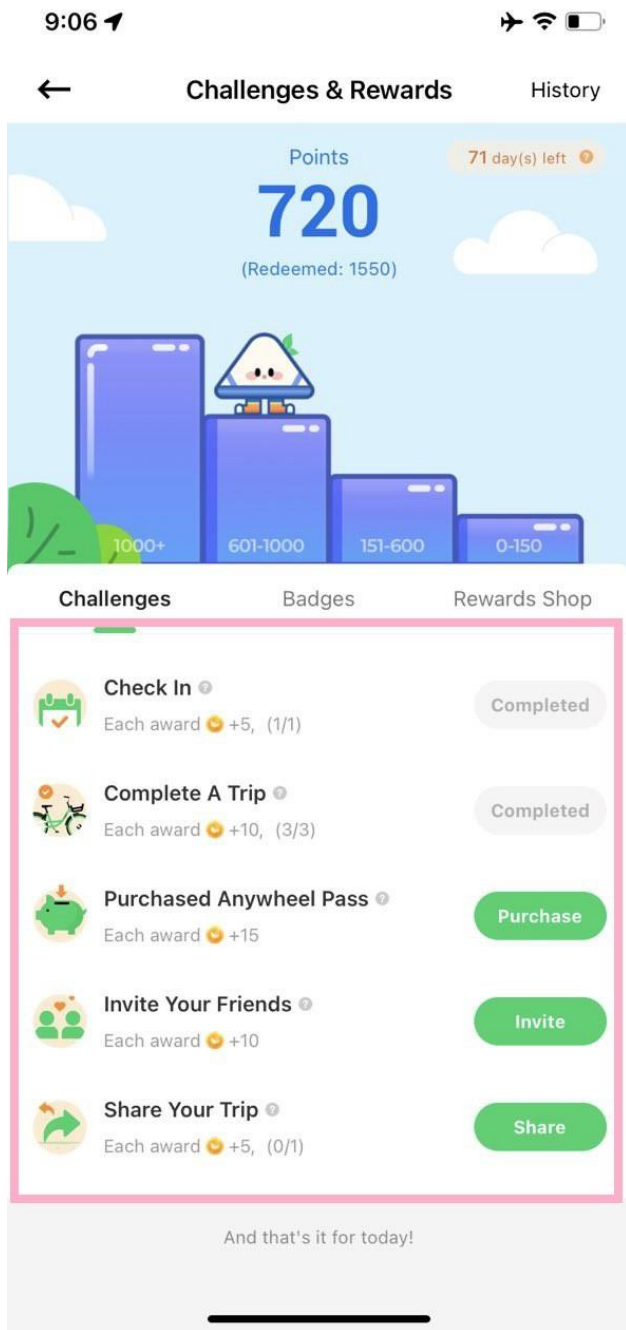 9:06
Challenges & Rewards
History
Points
71 day(s) left
720
(Redeemed: 1550)
1000+
601-1000
151-600
0-150
Challenges
Badges
Rewards Shop
Check In
Each award +5, (1/1)
Completed
Complete A Trip
Each award +10, (3/3)
Completed
Purchased Anywheel Pass
Each award +15
Purchase
Invite Your Friends
Each award +10
Invite
Share Your Trip
Each award +5, (0/1)
Share
And that's it for today!